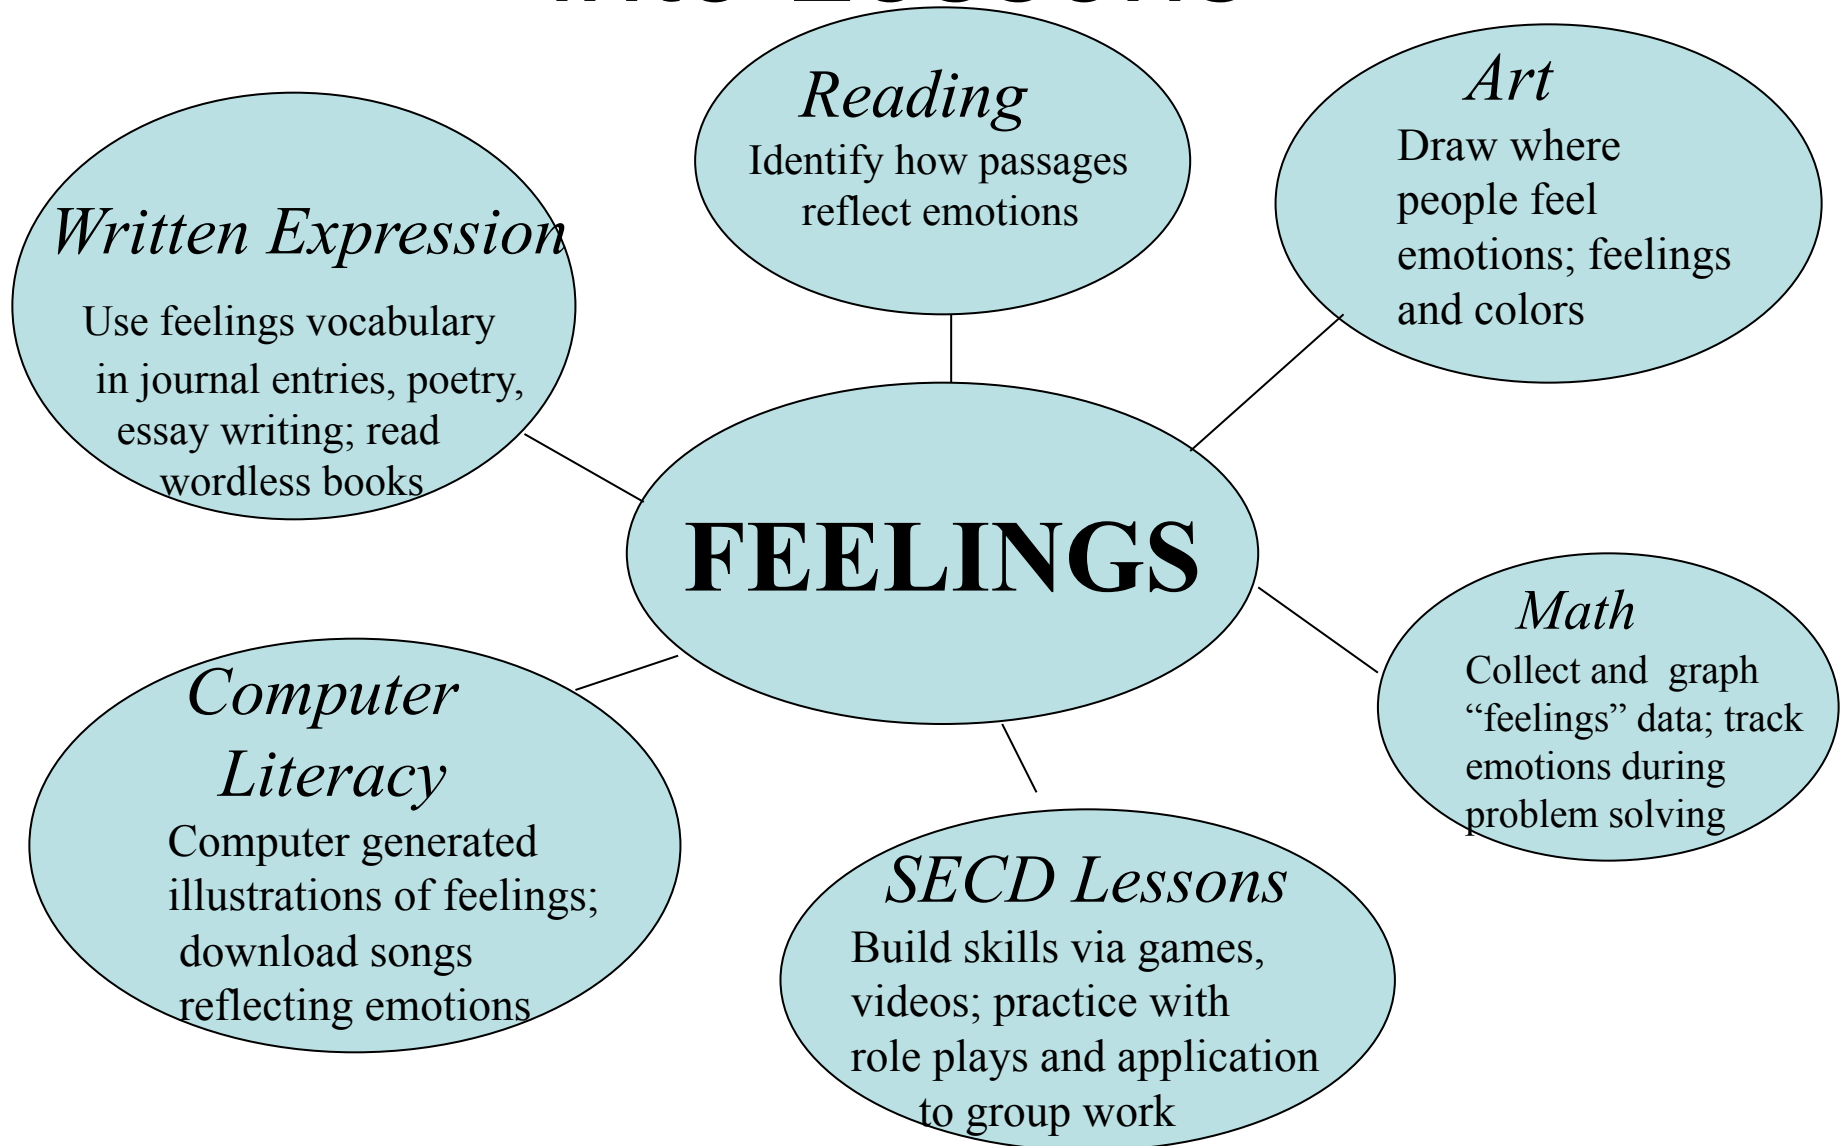 into Lessons
Reading
Identify how passages
reflect emotions
Art
Draw where
people feel
emotions; feelings
and colors
Written Expression
Use feelings vocabulary
in journal entries, poetry,
essay writing; read
wordless books
FEELINGS
Math
Collect and  graph
“feelings” data; track
emotions during
problem solving
Computer
Literacy
Computer generated
illustrations of feelings;
download songs
reflecting emotions
SECD Lessons
Build skills via games,
videos; practice with
role plays and application
to group work